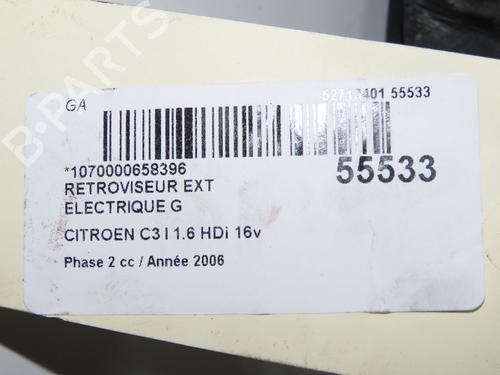 B-PARTS
GA
52713401 55533
*1070000658396
55533
RETROVISEUR EXT
ELECTRIQUE G
CITROEN C3 I 1.6 HDi 16v
Phase 2 cc / Année 2006